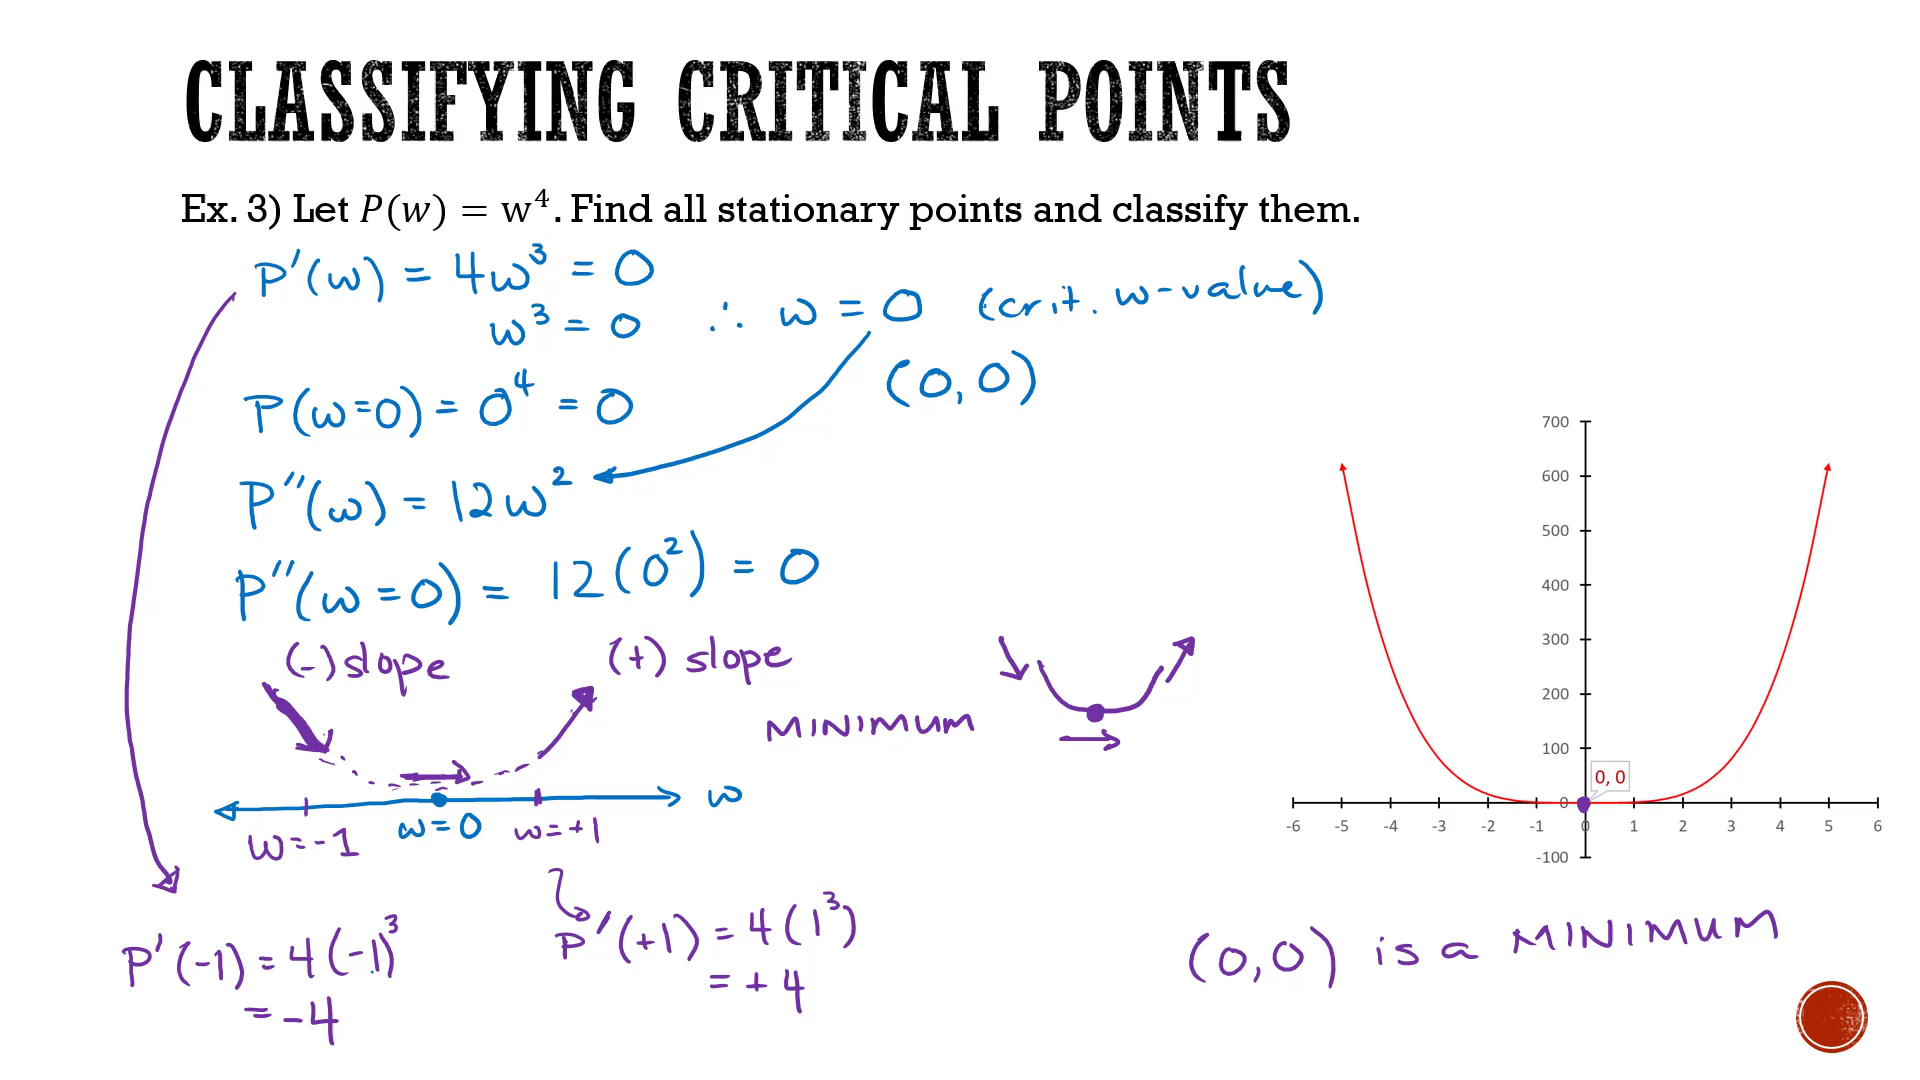 CLASSIFYING CRITICAL POINTS
Ex. 3) Let P(w) = w⁴. Find all stationary points and classify them.
P'(w) = 4w³ = 0
w³ = 0 ∴ w = 0 (crit. w-value)
(0,0)
P(w=0) = 0⁴ = 0
P''(w) = 12w²
P''(w=0) = 12(0²) = 0
(-) slope (+) slope
MINIMUM
w
w=-1 w=0 w=+1
P'(-1) = 4(-1)³
= -4
P'(+1) = 4(1³)
= +4
700
600
500
400
300
200
100
0
-100
0, 0
-6 -5 -4 -3 -2 -1 0 1 2 3 4 5 6
(0,0) is a MINIMUM